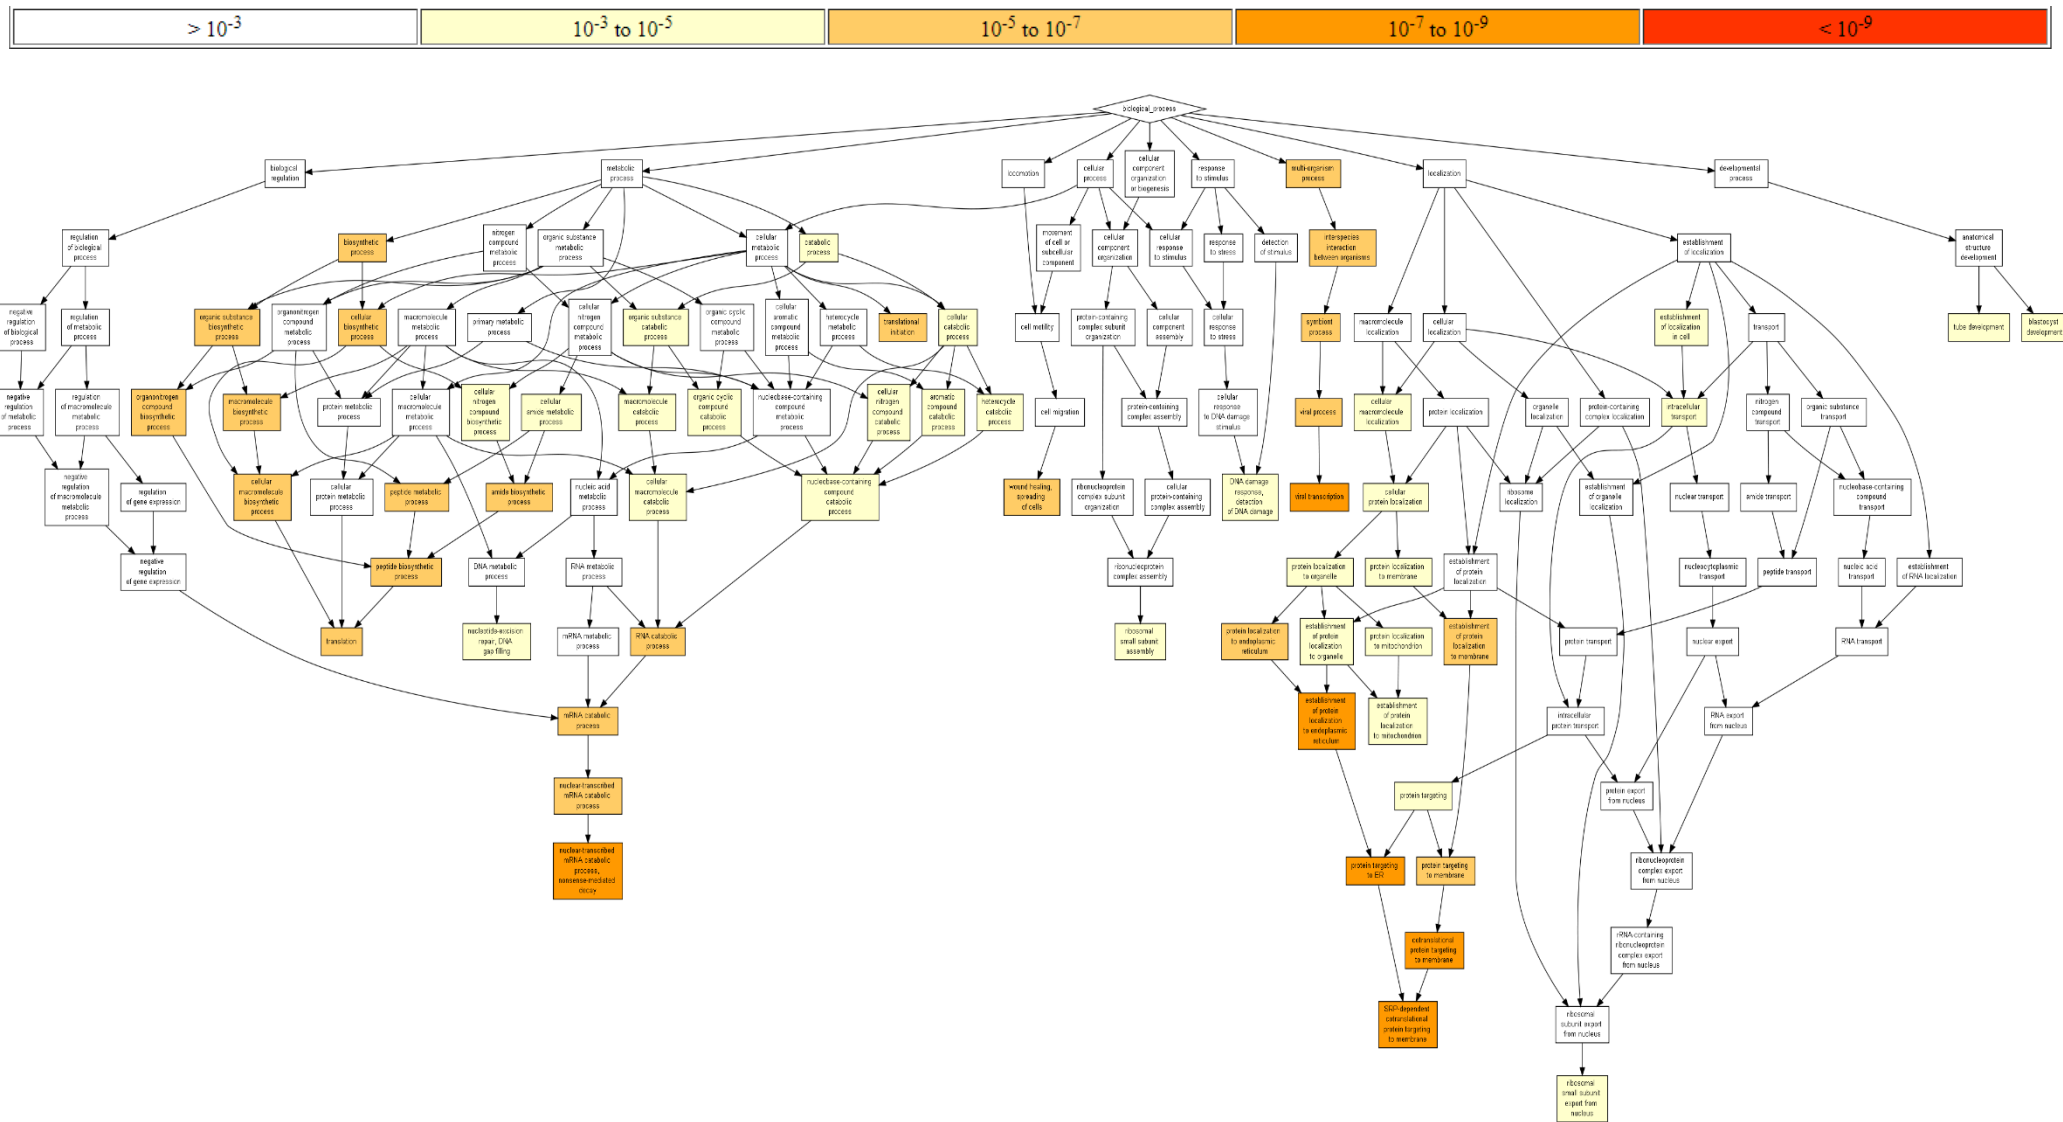 > 10-3
10-3 to 10-5
10-5 to 10-7
10-7 to 10-9
< 10-9
biological_process
biological
regulation
metabolic
process
locomotion
cellular
process
cellular
component
organization
or biogenesis
response
to stimulus
multi-organism
process
localization
developmental
process
regulation
of biological
process
biosynthetic
process
nitrogen
compound
metabolic
process
organic substance
metabolic
process
cellular
metabolic
process
catabolic
process
movement
of cell or
subcellular
component
cellular
component
organization
cellular
response
to stimulus
response
to stress
detection
of stimulus
interspecies
interaction
between organisms
establishment
of localization
anatomical
structure
development
negative
regulation
of biological
process
regulation
of metabolic
process
organic substance
biosynthetic
process
organonitrogen
compound
metabolic
process
cellular
biosynthetic
process
macromolecule
metabolic
process
primary metabolic
process
cellular
nitrogen
compound
metabolic
process
organic substance
catabolic
process
organic cyclic
compound
metabolic
process
cellular
aromatic
compound
metabolic
process
heterocycle
metabolic
process
translational
initiation
cellular
catabolic
process
cell motility
protein-containing
complex subunit
organization
cellular
component
assembly
cellular
response
to stress
symbiont
process
macromolecule
localization
cellular
localization
establishment
of localization
in cell
transport
tube development
blastocyst
development
negative
regulation
of metabolic
process
regulation
of macromolecule
metabolic
process
organonitrogen
compound
biosynthetic
process
macromolecule
biosynthetic
process
protein metabolic
process
cellular
macromolecule
metabolic
process
cellular
nitrogen
compound
biosynthetic
process
cellular
amide metabolic
process
macromolecule
catabolic
process
organic cyclic
compound
catabolic
process
nucleobase-containing
compound
metabolic
process
cellular
nitrogen
compound
catabolic
process
aromatic
compound
catabolic
process
heterocycle
catabolic
process
cell migration
protein-containing
complex assembly
cellular
response
to DNA damage
stimulus
viral process
cellular
macromolecule
localization
protein localization
organelle
localization
protein-containing
complex localization
intracellular
transport
nitrogen
compound
transport
organic substance
transport
negative
regulation
of macromolecule
metabolic
process
regulation
of gene expression
cellular
macromolecule
biosynthetic
process
cellular
protein metabolic
process
peptide metabolic
process
amide biosynthetic
process
nucleic acid
metabolic
process
cellular
macromolecule
catabolic
process
nucleobase-containing
compound
catabolic
process
wound healing,
spreading
of cells
ribonucleoprotein
complex subunit
organization
cellular
protein-containing
complex assembly
DNA damage
response,
detection
of DNA damage
viral transcription
cellular
protein localization
ribosome
localization
establishment
of organelle
localization
nuclear transport
amide transport
nucleobase-containing
compound
transport
negative
regulation
of gene expression
peptide biosynthetic
process
DNA metabolic
process
RNA metabolic
process
ribonucleoprotein
complex assembly
protein localization
to organelle
protein localization
to membrane
establishment
of protein
localization
nucleocytoplasmic
transport
peptide transport
nucleic acid
transport
establishment
of RNA localization
translation
nucleotide-excision
repair, DNA
gap filling
mRNA metabolic
process
RNA catabolic
process
ribosomal
small subunit
assembly
protein localization
to endoplasmic
reticulum
establishment
of protein
localization
to organelle
protein localization
to mitochondrion
establishment
of protein
localization
to membrane
protein transport
nuclear export
RNA transport
mRNA catabolic
process
establishment
of protein
localization
to endoplasmic
reticulum
establishment
of protein
localization
to mitochondrion
intracellular
protein transport
RNA export
from nucleus
nuclear-transcribed
mRNA catabolic
process
protein targeting
protein export
from nucleus
nuclear-transcribed
mRNA catabolic
process,
nonsense-mediated
decay
protein targeting
to ER
protein targeting
to membrane
ribonucleoprotein
complex export
from nucleus
cotranslational
protein targeting
to membrane
rRNA-containing
ribonucleoprotein
complex export
from nucleus
SRP-dependent
cotranslational
protein targeting
to membrane
ribosomal
subunit export
from nucleus
ribosomal
small subunit
export from
nucleus